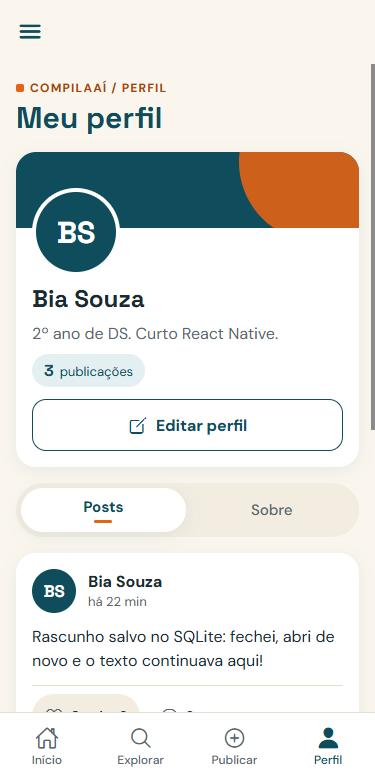 COMPILAAÍ / PERFIL
Meu perfil
BS
Bia Souza
2º ano de DS. Curto React Native.
3 publicações
Editar perfil
Posts
Sobre
BS
Bia Souza
há 22 min
Rascunho salvo no SQLite: fechei, abri de
novo e o texto continuava aqui!
Início
Explorar
Publicar
Perfil